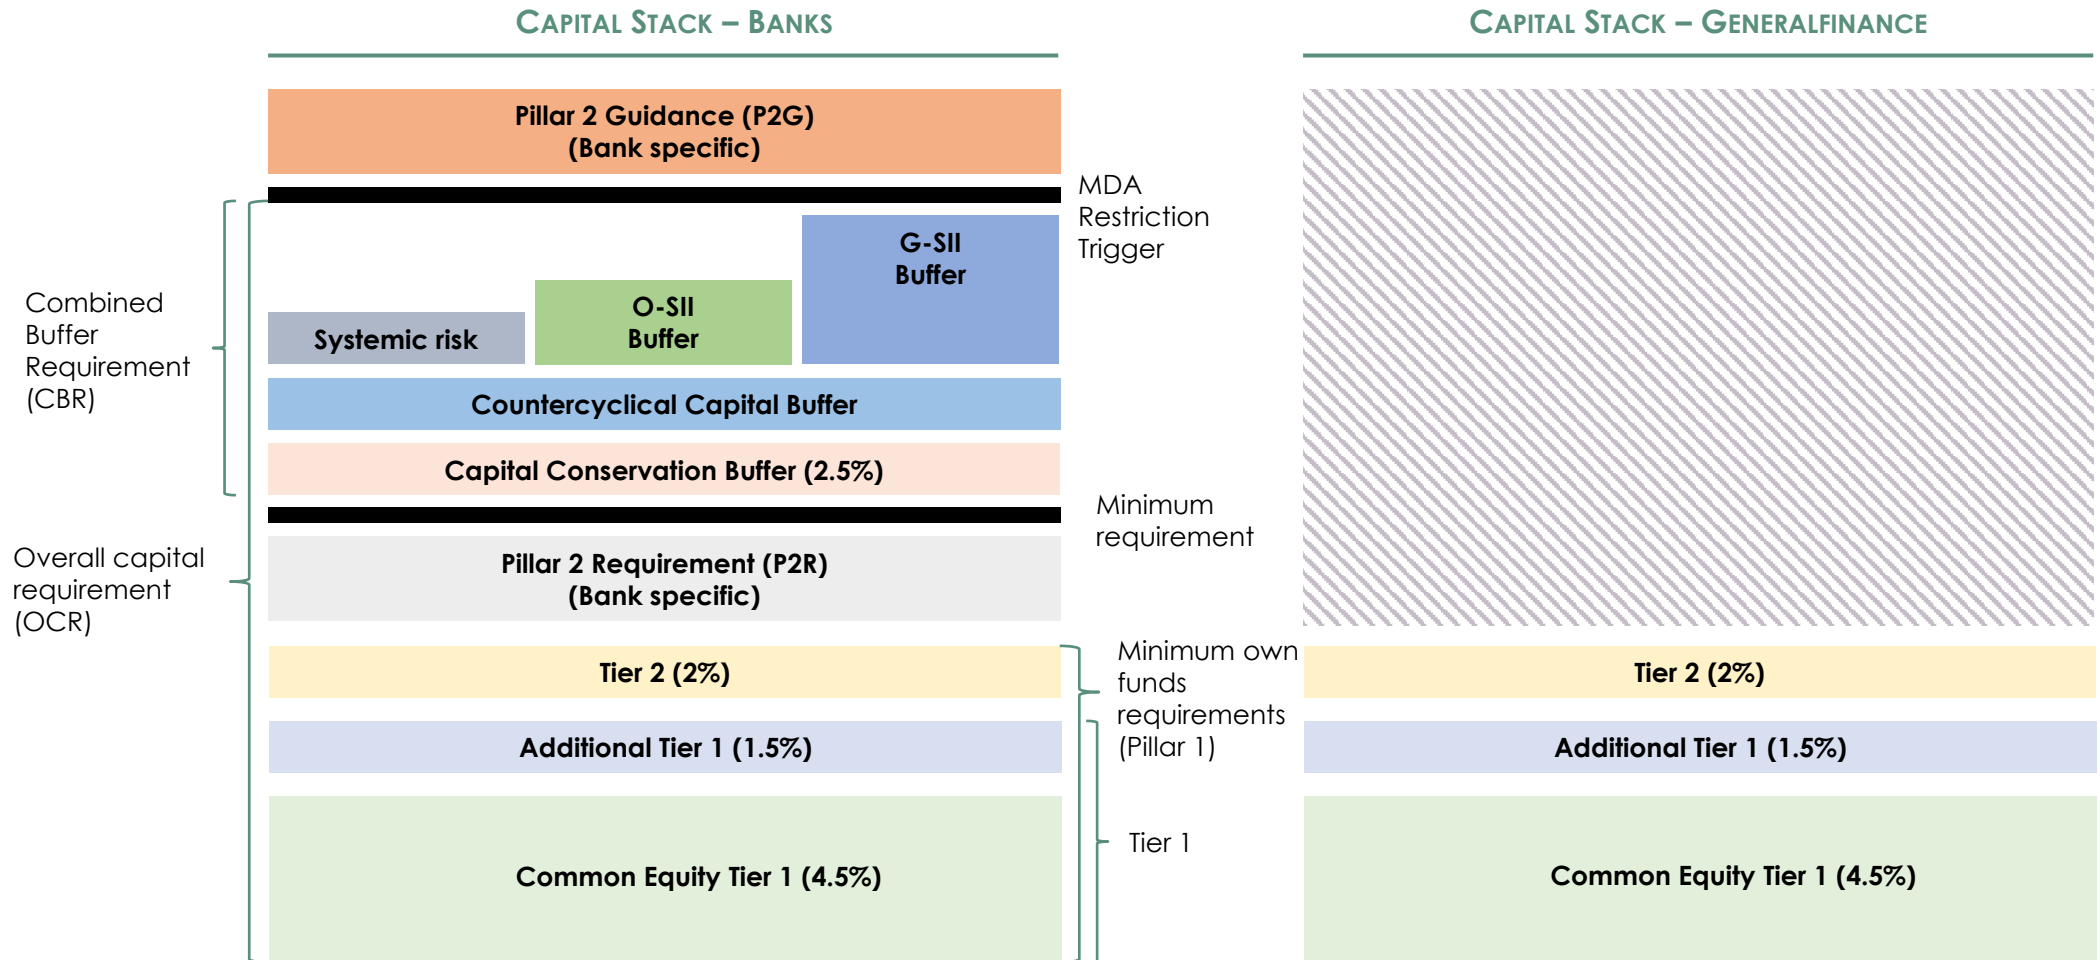 CAPITAL STACK – BANKS
CAPITAL STACK – GENERALFINANCE
Pillar 2 Guidance (P2G)
(Bank specific)
MDA
Restriction
Trigger
G-SII
Buffer
O-SII
Buffer
Systemic risk
Combined
Buffer
Requirement
(CBR)
Countercyclical Capital Buffer
Capital Conservation Buffer (2.5%)
Minimum
requirement
Overall capital
requirement
(OCR)
Pillar 2 Requirement (P2R)
(Bank specific)
Minimum own
funds
requirements
(Pillar 1)
Tier 2 (2%)
Tier 2 (2%)
Additional Tier 1 (1.5%)
Additional Tier 1 (1.5%)
Tier 1
Common Equity Tier 1 (4.5%)
Common Equity Tier 1 (4.5%)